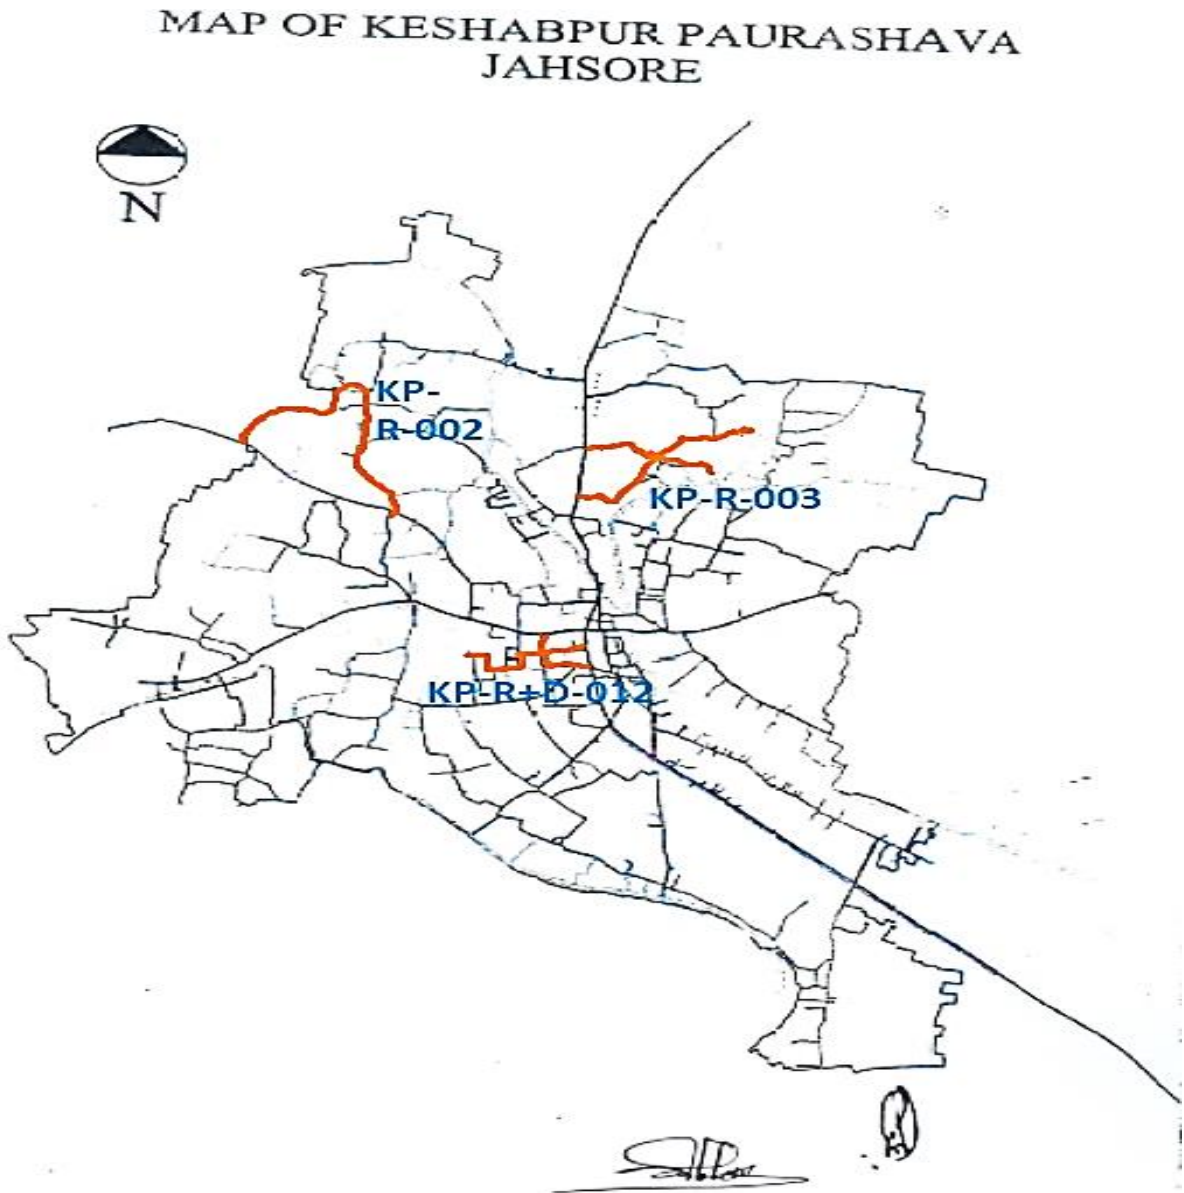 MAP OF KESHABPUR PAURASHAVA
JAHSORE
N
KP-
R-002
KP-R-003
KP-R+D-012